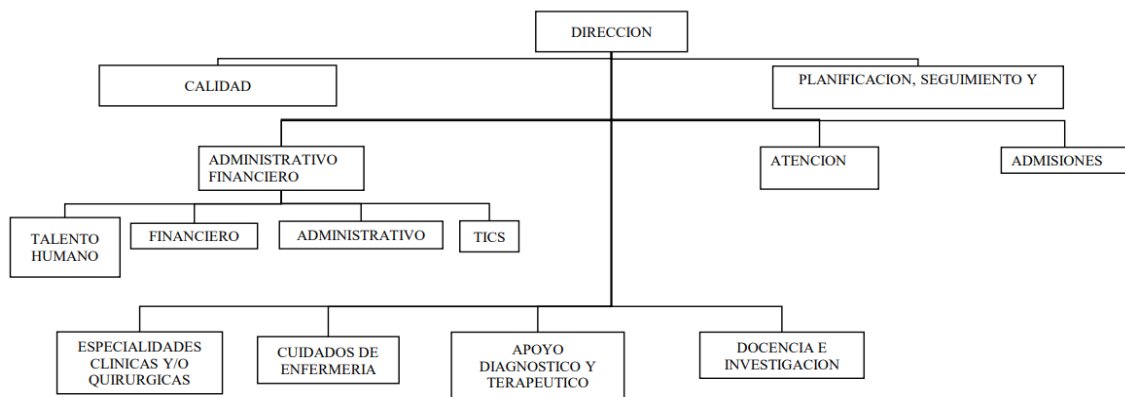 DIRECCION
CALIDAD
PLANIFICACION, SEGUIMIENTO Y
ADMINISTRATIVO
FINANCIERO
ATENCION
ADMISIONES
TALENTO
HUMANO
FINANCIERO
ADMINISTRATIVO
TICS
ESPECIALIDADES
CLINICAS Y/O
QUIRURGICAS
CUIDADOS DE
ENFERMERIA
APOYO
DIAGNOSTICO Y
TERAPEUTICO
DOCENCIA E
INVESTIGACION